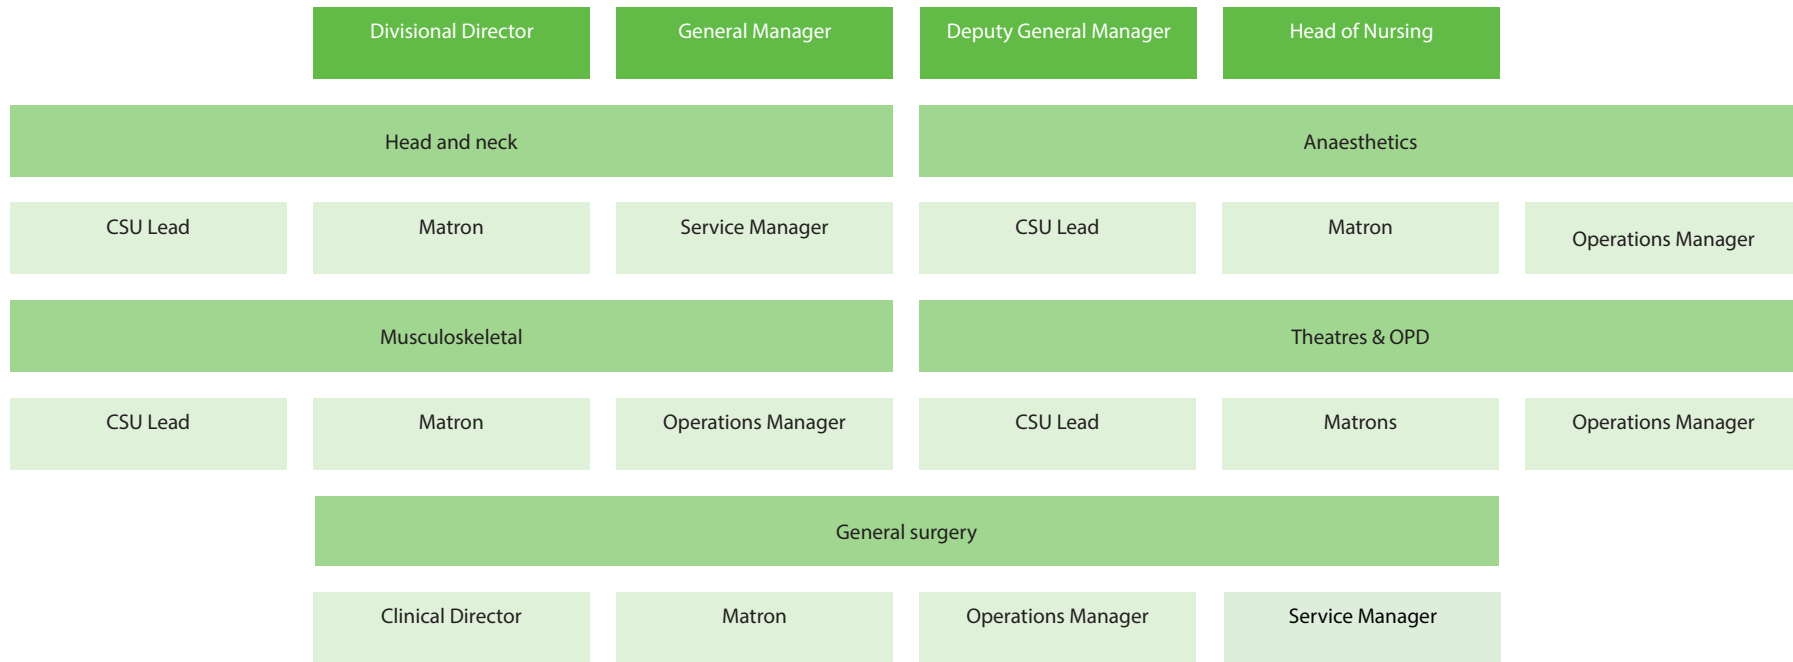 Divisional Director
General Manager
Deputy General Manager
Head of Nursing
Head and neck
Anaesthetics
CSU Lead
Matron
Service Manager
CSU Lead
Matron
Operations Manager
Musculoskeletal
Theatres & OPD
CSU Lead
Matron
Operations Manager
CSU Lead
Matrons
Operations Manager
General surgery
Clinical Director
Matron
Operations Manager
Service Manager